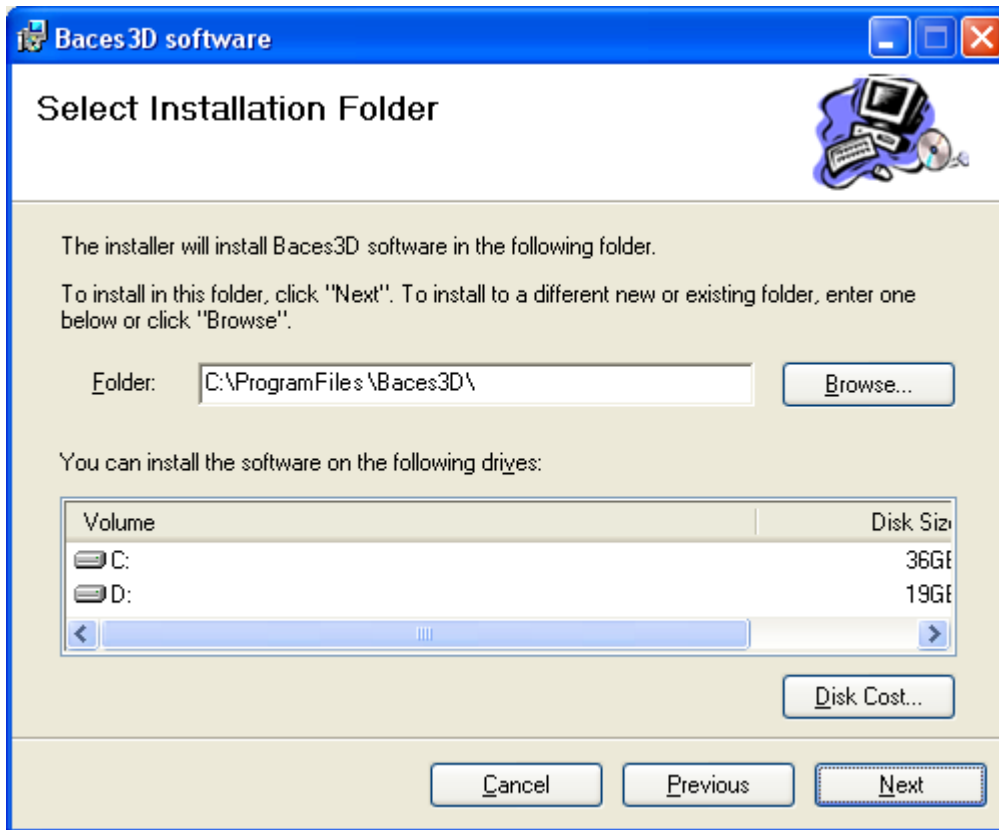 Baces3D software
Select Installation Folder
The installer will install Baces3D software in the following folder.
To install in this folder, click "Next". To install to a different new or existing folder, enter one
below or click "Browse".
Folder: C:\ProgramFiles\Baces3D\ Browse...
You can install the software on the following drives:
Volume Disk Siz
C: 36GB
D: 19GB
Disk Cost...
Cancel Previous Next